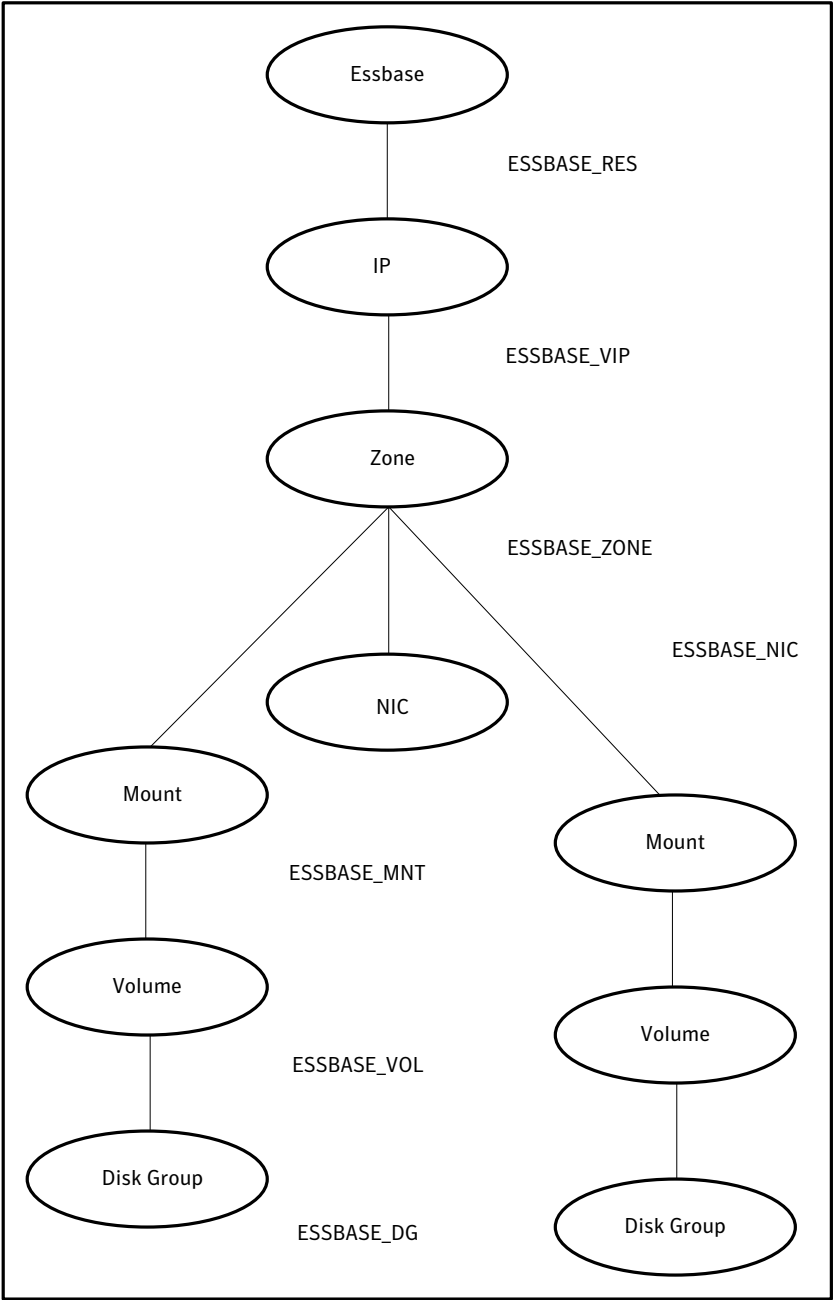 Essbase
ESSBASE_RES
IP
ESSBASE_VIP
Zone
ESSBASE_ZONE
ESSBASE_NIC
NIC
Mount
Mount
ESSBASE_MNT
Volume
Volume
ESSBASE_VOL
Disk Group
Disk Group
ESSBASE_DG